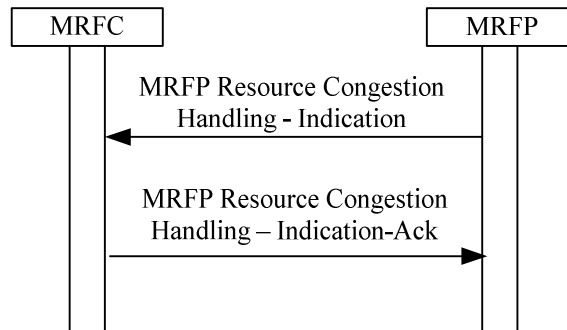 MRFC
MRFP
MRFP Resource Congestion
Handling - Indication
MRFP Resource Congestion
Handling – Indication-Ack